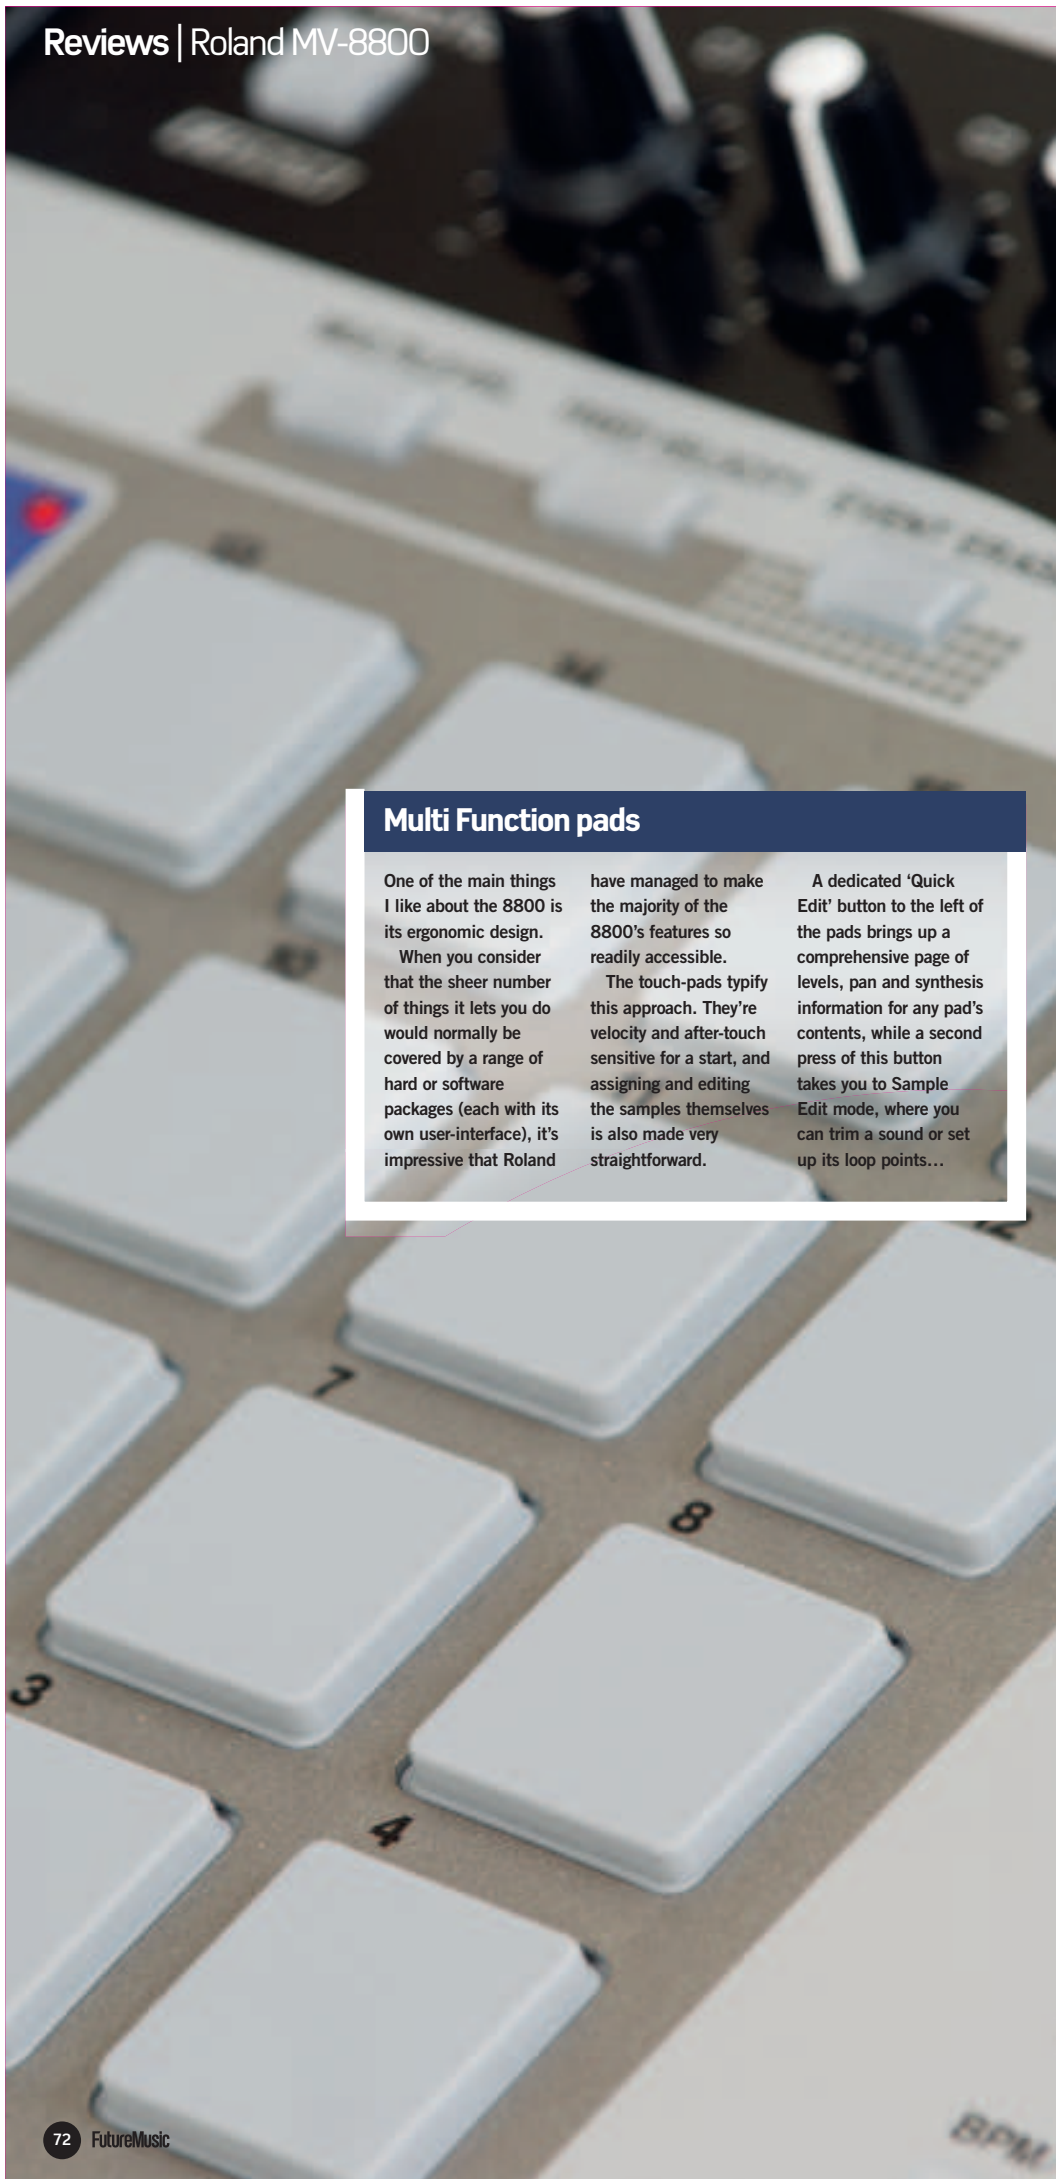 Reviews | Roland MV-8800
Multi Function pads
One of the main things
I like about the 8800 is
its ergonomic design.
When you consider
that the sheer number
of things it lets you do
would normally be
covered by a range of
hard or software
packages (each with its
own user-interface), it's
impressive that Roland
have managed to make
the majority of the
8800's features so
readily accessible.
The touch-pads typify
this approach. They're
velocity and after-touch
sensitive for a start, and
assigning and editing
the samples themselves
is also made very
straightforward.
A dedicated ‘Quick
Edit’ button to the left of
the pads brings up a
comprehensive page of
levels, pan and synthesis
information for any pad's
contents, while a second
press of this button
takes you to Sample
Edit mode, where you
can trim a sound or set
up its loop points...
EVENT
12
7
8
3
4
BPM
72 FutureMusic